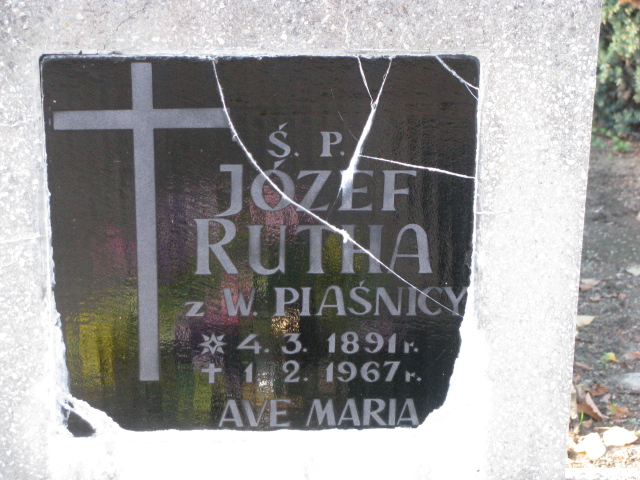 Ś. P.
JÓZEF
RUTHA
z W. PIAŚNICY
* 4. 3. 1891 r.
+ 1. 2. 1967 r.
AVE MARIA